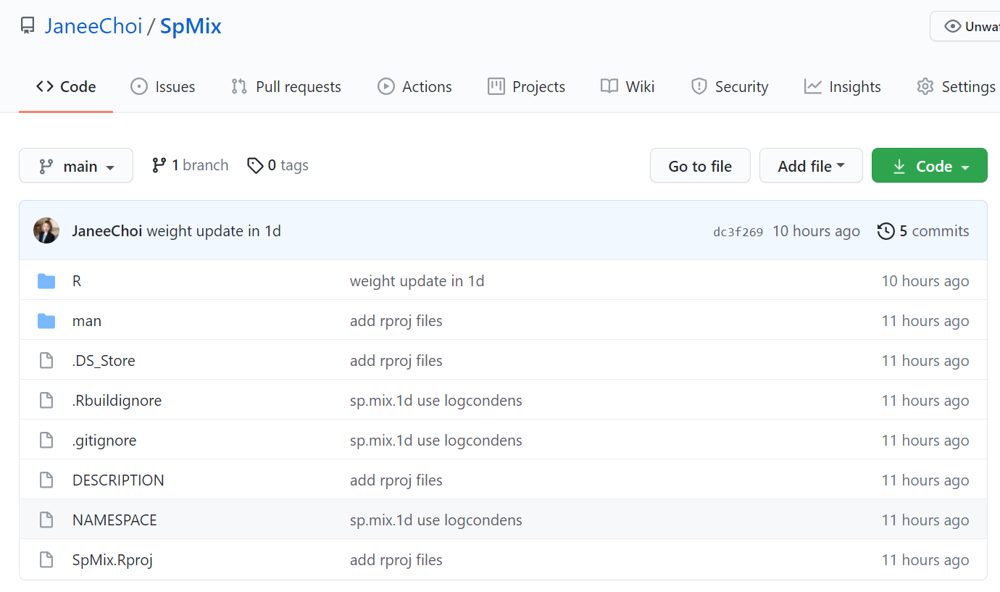 JaneeChoi / SpMix
Unwat
Code Issues Pull requests Actions Projects Wiki Security Insights Settings
main 1 branch 0 tags Go to file Add file Code
JaneeChoi weight update in 1d dc3f269 10 hours ago 5 commits
R weight update in 1d 10 hours ago
man add rproj files 11 hours ago
.DS_Store add rproj files 11 hours ago
.Rbuildignore sp.mix.1d use logcondens 11 hours ago
.gitignore sp.mix.1d use logcondens 11 hours ago
DESCRIPTION add rproj files 11 hours ago
NAMESPACE sp.mix.1d use logcondens 11 hours ago
SpMix.Rproj add rproj files 11 hours ago